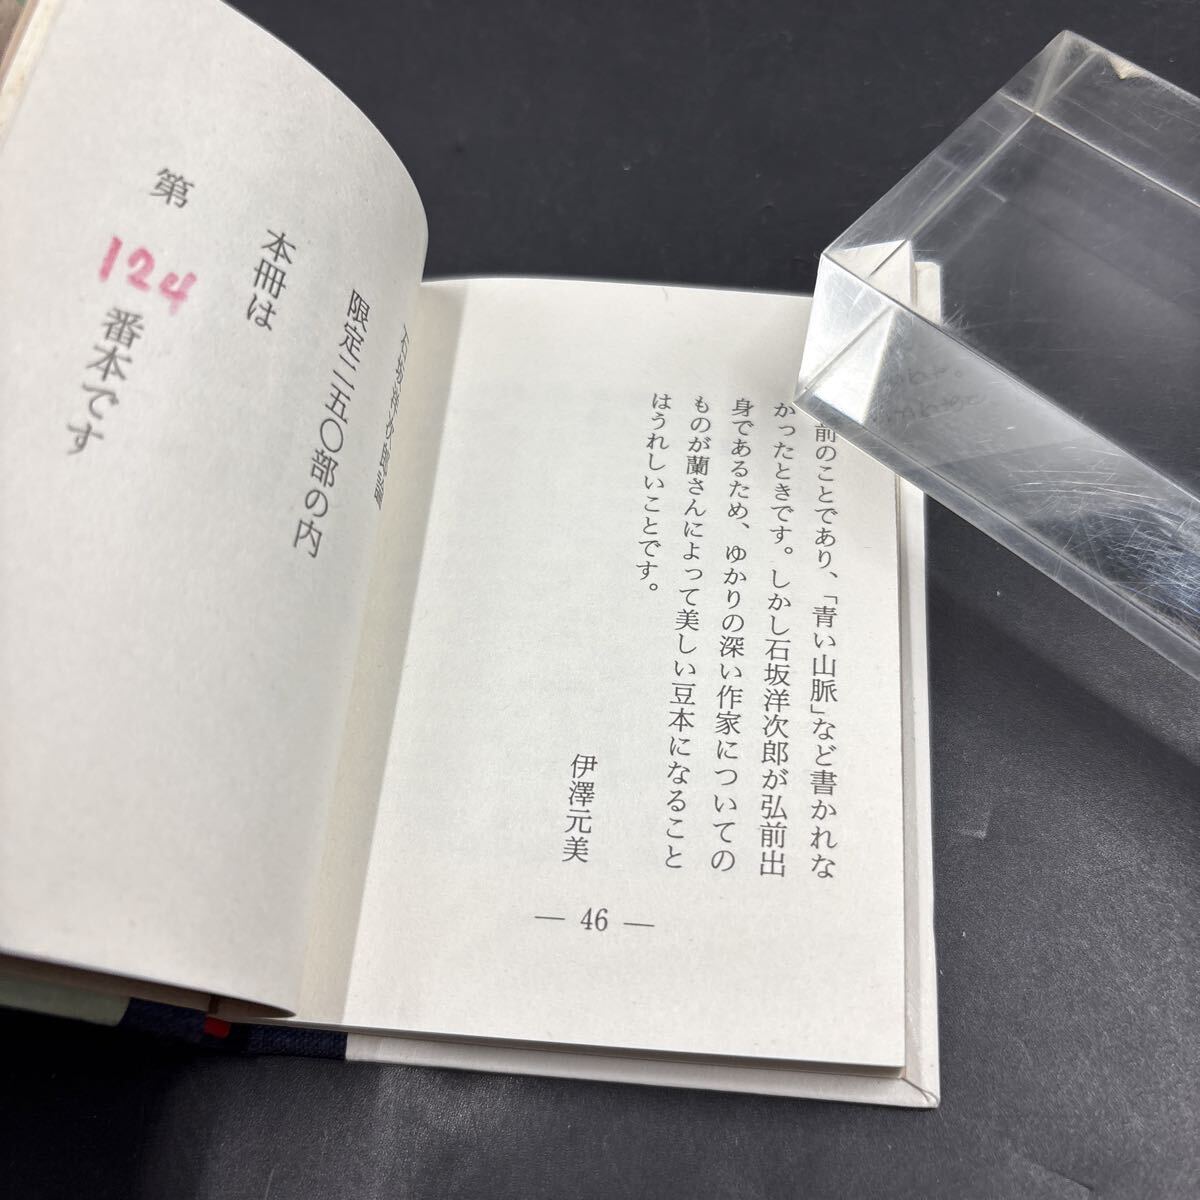 前のことであり、「青い山脈」など書かれな
かったときです。しかし石坂洋次郎が弘前出
身であるため、ゆかりの深い作家についての
ものが蘭さんによって美しい豆本になること
はうれしいことです。
伊澤元美
— 46 —
限定二五〇部の内
本冊は
第 124 番本です